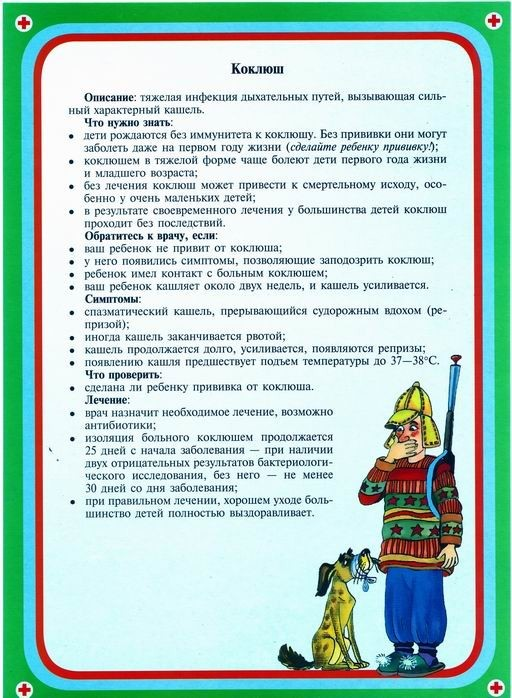 Коклюш
Описание: тяжелая инфекция дыхательных путей, вызывающая силь-
ный характерный кашель.
Что нужно знать:
• дети рождаются без иммунитета к коклюшу. Без прививки они могут
заболеть даже на первом году жизни (сделайте ребенку прививку!);
• коклюшем в тяжелой форме чаще болеют дети первого года жизни
и младшего возраста;
• без лечения коклюш может привести к смертельному исходу, осо-
бенно у очень маленьких детей;
• в результате своевременного лечения у большинства детей коклюш
проходит без последствий.
Обратитесь к врачу, если:
• ваш ребенок не привит от коклюша;
• у него появились симптомы, позволяющие заподозрить коклюш;
• ребенок имел контакт с больным коклюшем;
• ваш ребенок кашляет около двух недель, и кашель усиливается.
Симптомы:
• спазматический кашель, прерывающийся судорожным вдохом (ре-
призой);
• иногда кашель заканчивается рвотой;
• кашель продолжается долго, усиливается, появляются репризы;
• появлению кашля предшествует подъем температуры до 37—38°С.
Что проверить:
• сделана ли ребенку прививка от коклюша.
Лечение:
• врач назначит необходимое лечение, возможно
антибиотики;
• изоляция больного коклюшем продолжается
25 дней с начала заболевания — при наличии
двух отрицательных результатов бактериологи-
ческого исследования, без него — не менее
30 дней со дня заболевания;
• при правильном лечении, хорошем уходе боль-
шинство детей полностью выздоравливает.